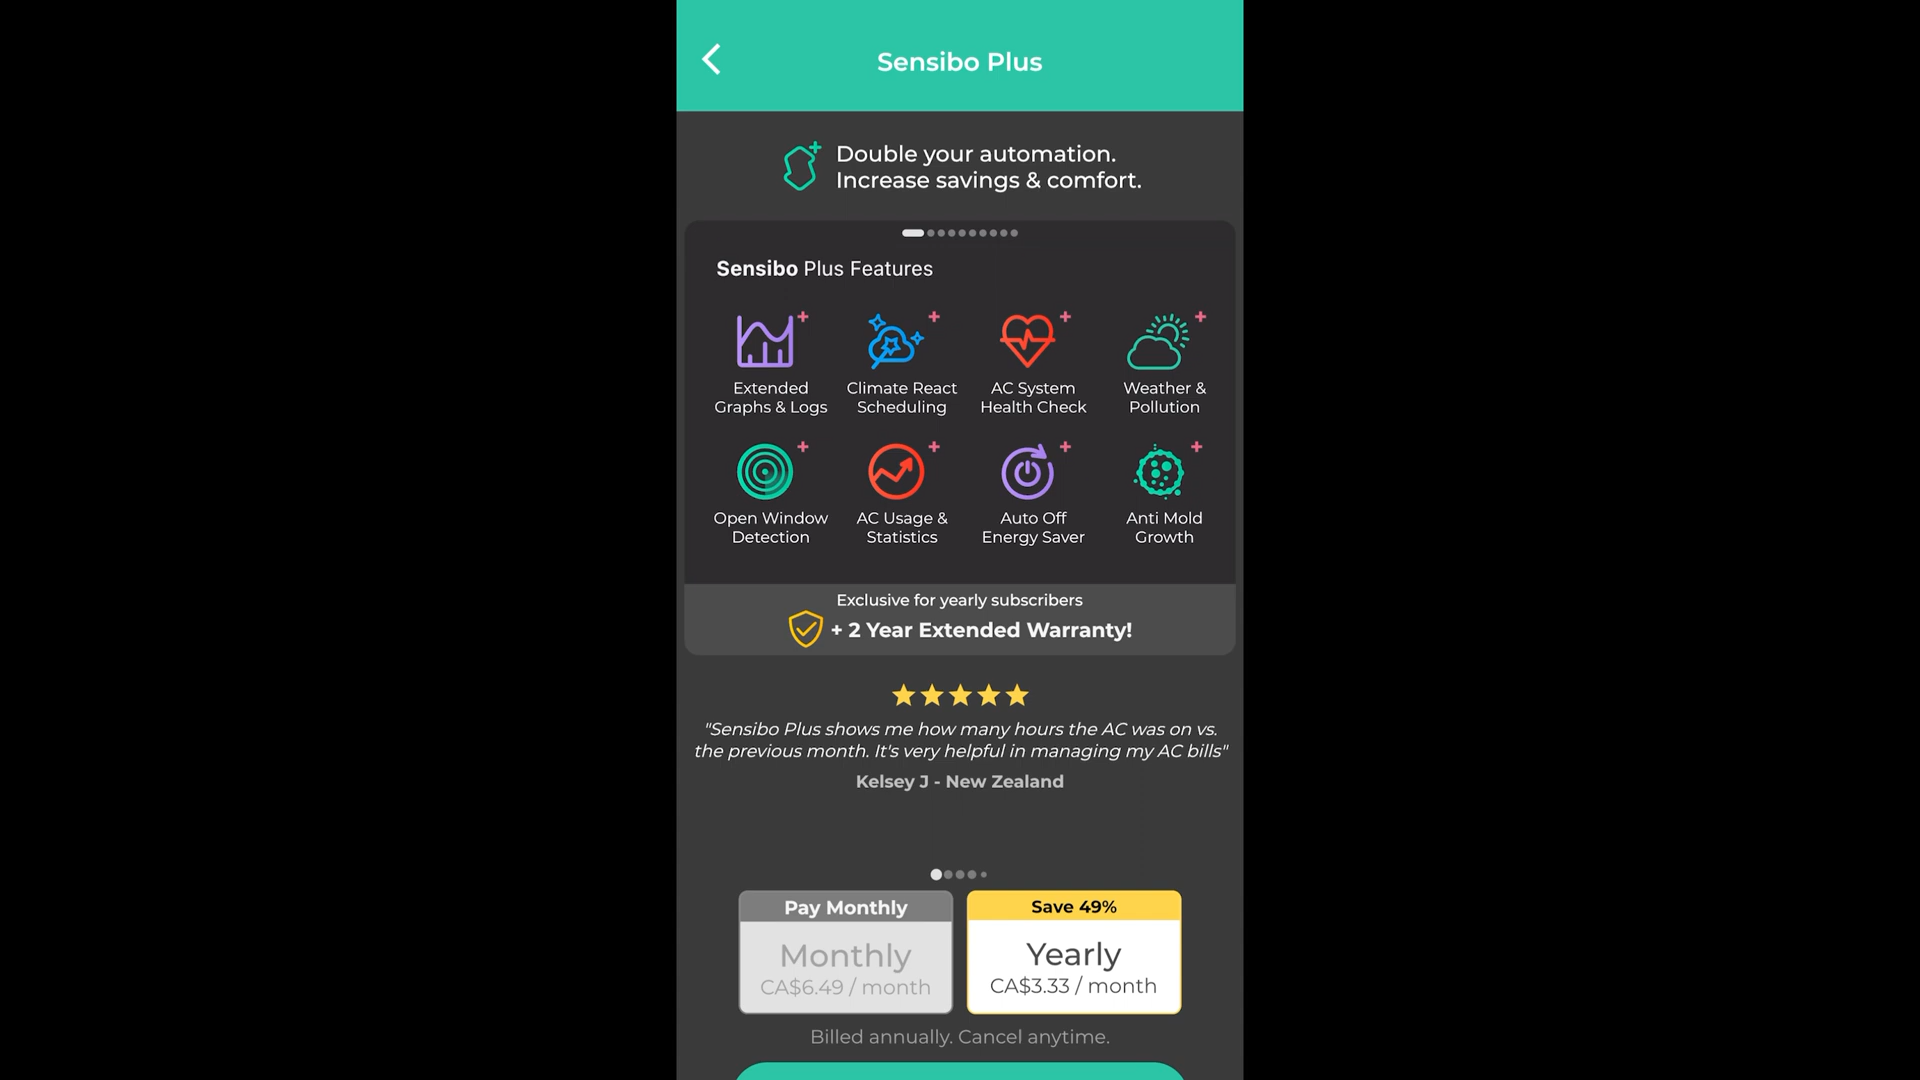 Sensibo Plus
Double your automation.
Increase savings & comfort.
Sensibo Plus Features
Extended
Graphs & Logs
Climate React
Scheduling
AC System
Health Check
Weather &
Pollution
Open Window
Detection
AC Usage &
Statistics
Auto Off
Energy Saver
Anti Mold
Growth
Exclusive for yearly subscribers
+ 2 Year Extended Warranty!
"Sensibo Plus shows me how many hours the AC was on vs.
the previous month. It's very helpful in managing my AC bills"
Kelsey J - New Zealand
Pay Monthly
Monthly
CA$6.49 / month
Save 49%
Yearly
CA$3.33 / month
Billed annually. Cancel anytime.